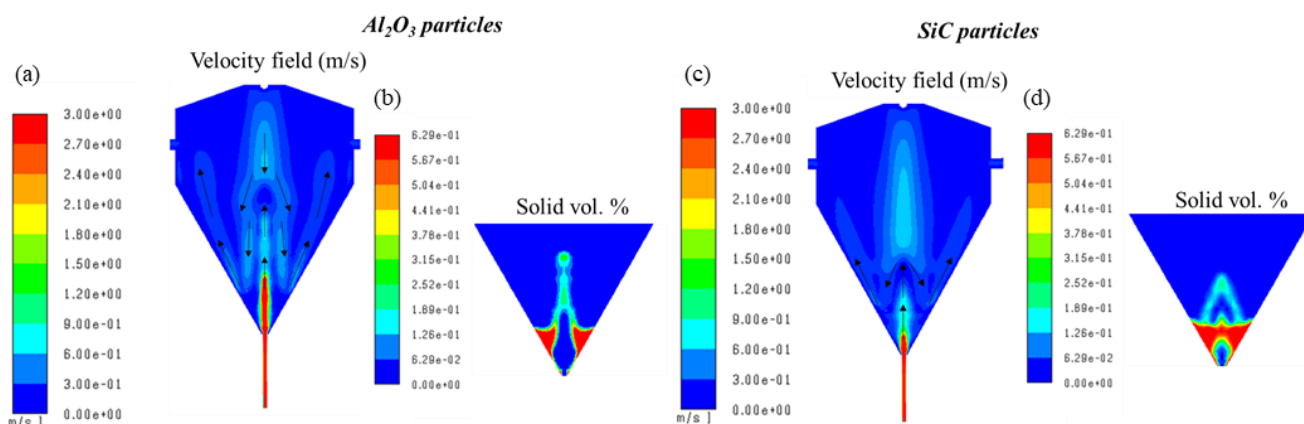 Al₂O₃ particles
SiC particles
(a)
Velocity field (m/s)
3.00e+00
2.70e+00
2.40e+00
2.10e+00
1.80e+00
1.50e+00
1.20e+00
9.00e-01
6.00e-01
3.00e-01
0.00e+00
m/s ]
(b)
6.29e-01
5.67e-01
5.04e-01
4.41e-01
3.78e-01
3.15e-01
2.52e-01
1.89e-01
1.26e-01
6.29e-02
0.00e+00
Solid vol. %
(c)
Velocity field (m/s)
3.00e+00
2.70e+00
2.40e+00
2.10e+00
1.80e+00
1.50e+00
1.20e+00
9.00e-01
6.00e-01
3.00e-01
0.00e+00
m/s ]
(d)
6.29e-01
5.67e-01
5.04e-01
4.41e-01
3.78e-01
3.15e-01
2.52e-01
1.89e-01
1.26e-01
6.29e-02
0.00e+00
Solid vol. %